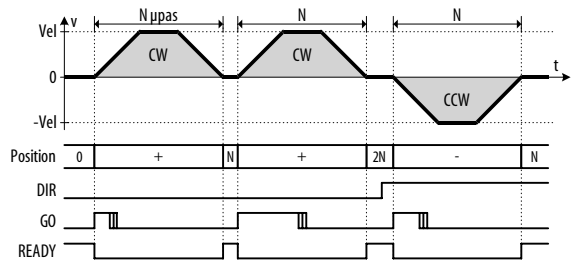 N µpas N N
Vel v
CW CW
0 t
CCW
-Vel
Position 0 + N + 2N - N
DIR
GO
READY